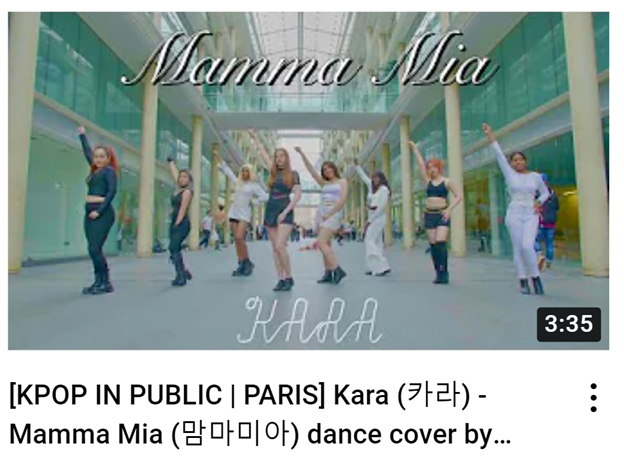 Mamma Mia
KARA
3:35
[KPOP IN PUBLIC | PARIS] Kara (카라) -
Mamma Mia (맘마미아) dance cover by...